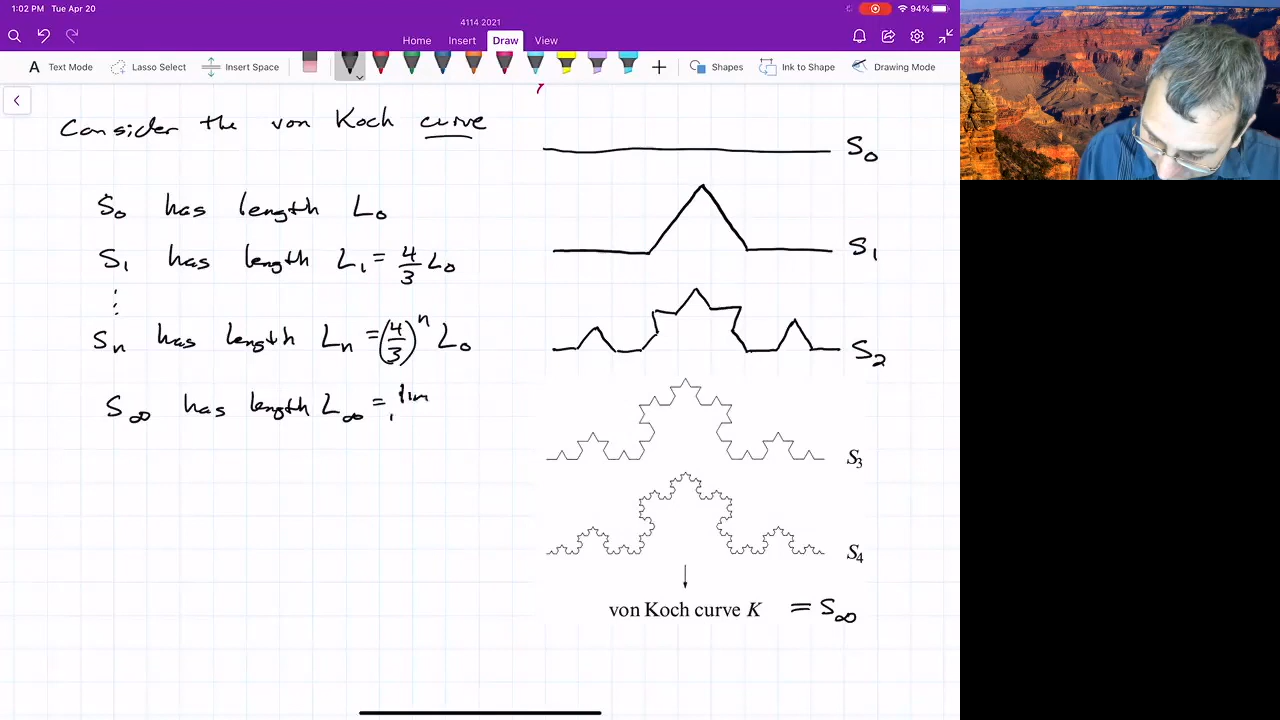 1:02 PM Tue Apr 20
94%
4114 2021
Home Insert Draw View
Text Mode Lasso Select Insert Space Shapes Ink to Shape Drawing Mode
Consider the von Koch curve
S₀ has length L₀
S₁ has length L₁ = 4/3 L₀
⋮
Sₙ has length Lₙ = (4/3)ⁿ L₀
S∞ has length L∞ = lim
S₀
S₁
S₂
S₃
S₄
von Koch curve K = S∞